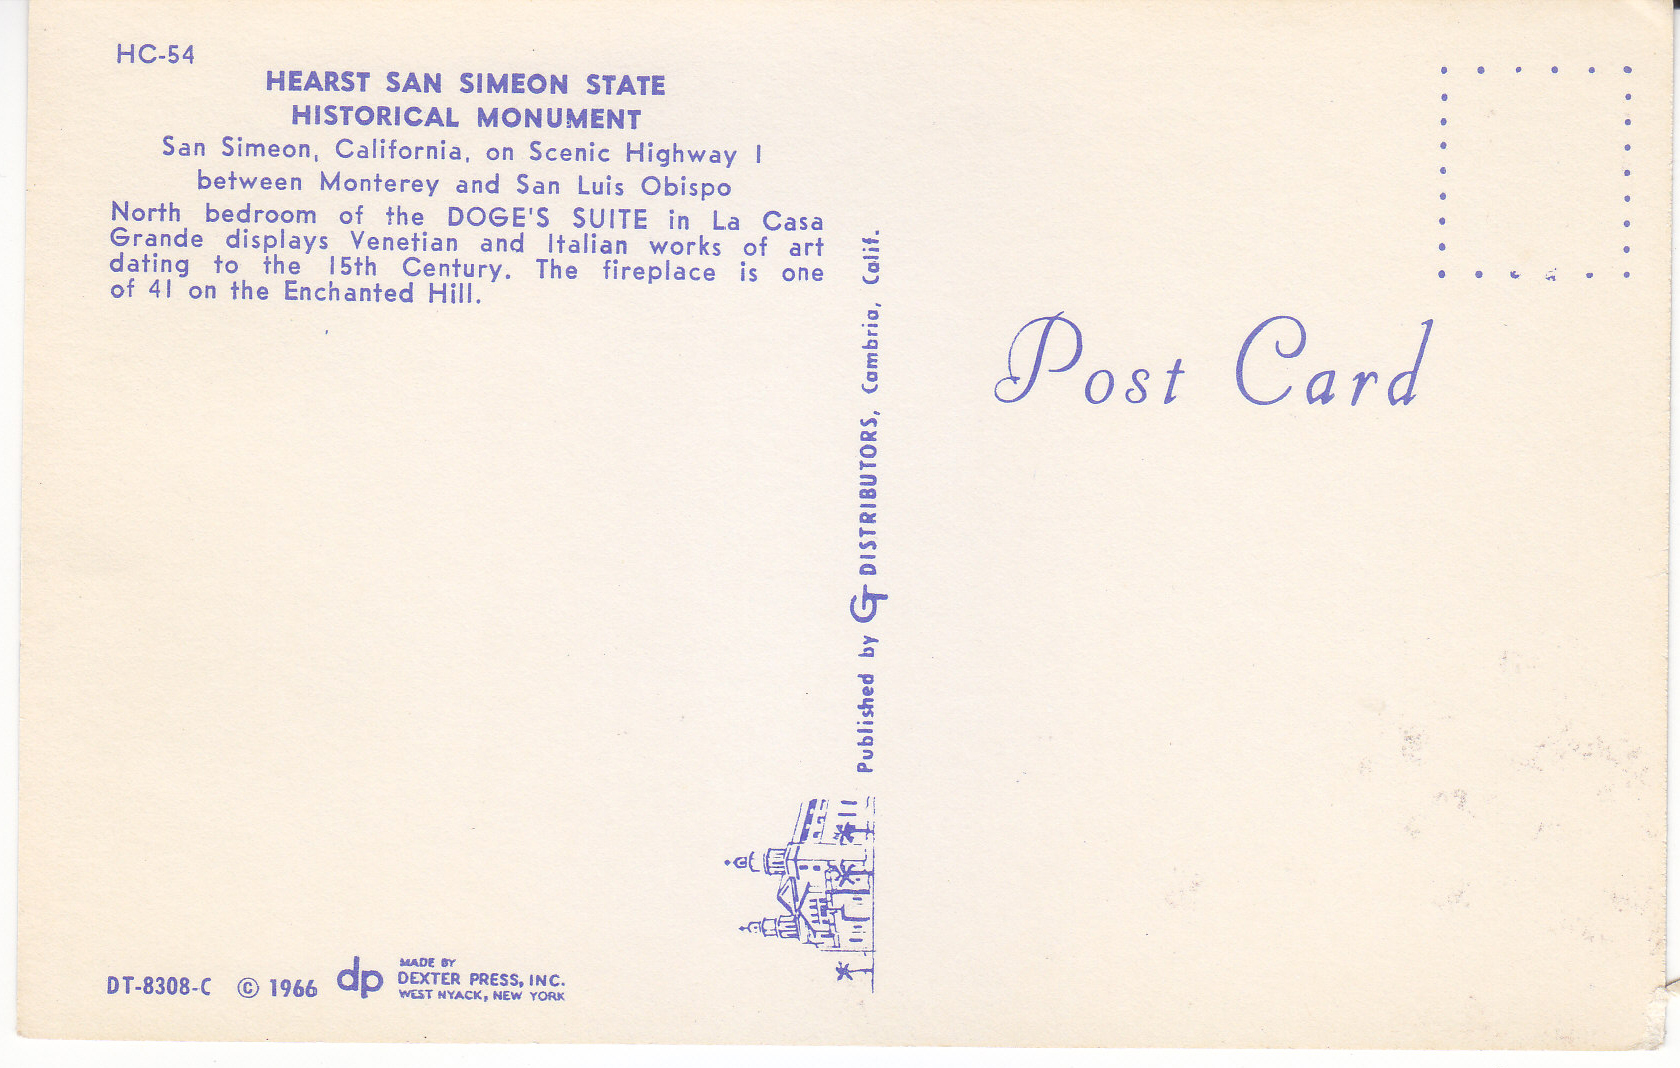 HC-54
HEARST SAN SIMEON STATE
HISTORICAL MONUMENT
San Simeon, California, on Scenic Highway 1
between Monterey and San Luis Obispo
North bedroom of the DOGE'S SUITE in La Casa
Grande displays Venetian and Italian works of art
dating to the 15th Century. The fireplace is one
of 41 on the Enchanted Hill.
Published by GT DISTRIBUTORS, Cambria, Calif.
Post Card
DT-8308-C © 1966
dp
MADE BY
DEXTER PRESS, INC.
WEST NYACK, NEW YORK